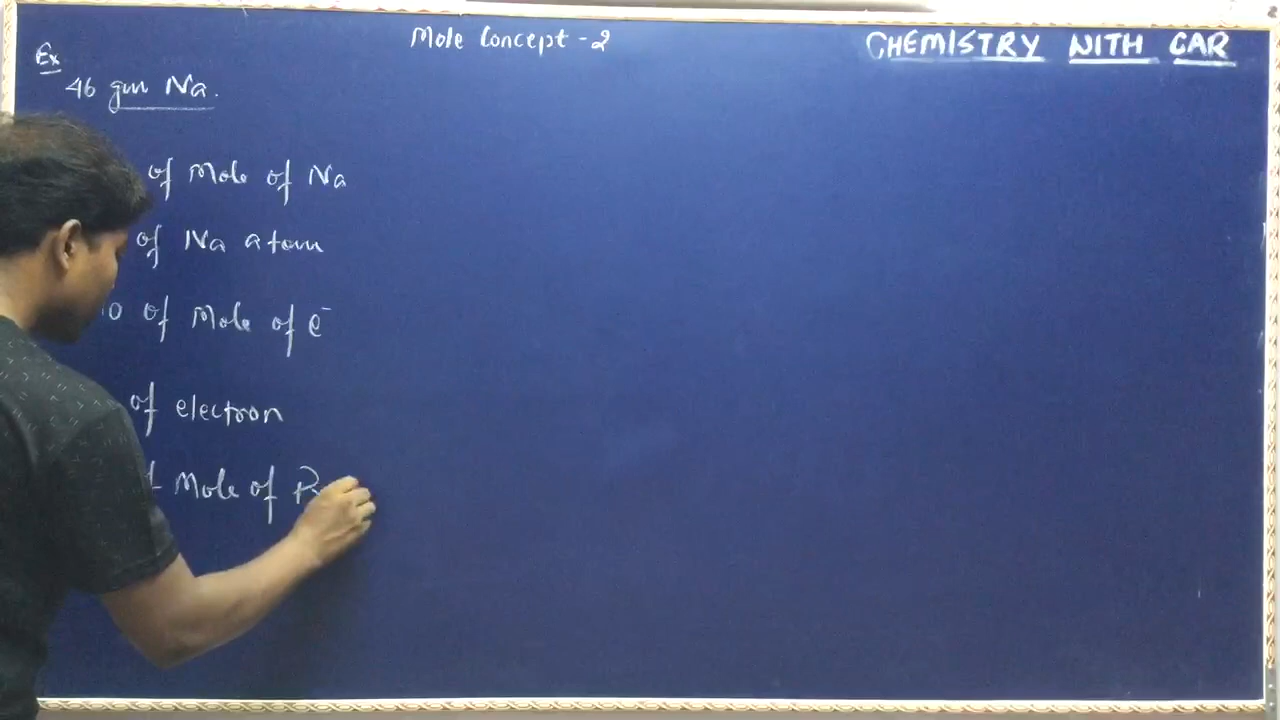 Mole Concept - 2
CHEMISTRY WITH CAR
Ex
46 gm Na.
of Mole of Na
of Na atom
of Mole of e⁻
of electron
Mole of